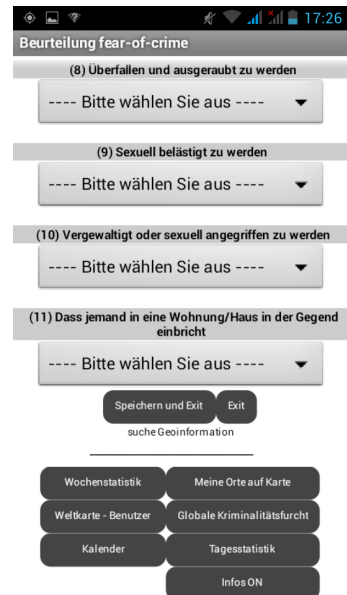 17:26
Beurteilung fear-of-crime
(8) Überfallen und ausgeraubt zu werden
---- Bitte wählen Sie aus ----
(9) Sexuell belästigt zu werden
---- Bitte wählen Sie aus ----
(10) Vergewaltigt oder sexuell angegriffen zu werden
---- Bitte wählen Sie aus ----
(11) Dass jemand in eine Wohnung/Haus in der Gegend
einbricht
---- Bitte wählen Sie aus ----
Speichern und Exit Exit
suche Geoinformation
Wochenstatistik Meine Orte auf Karte
Weltkarte - Benutzer Globale Kriminalitätsfurcht
Kalender Tagesstatistik
Infos ON